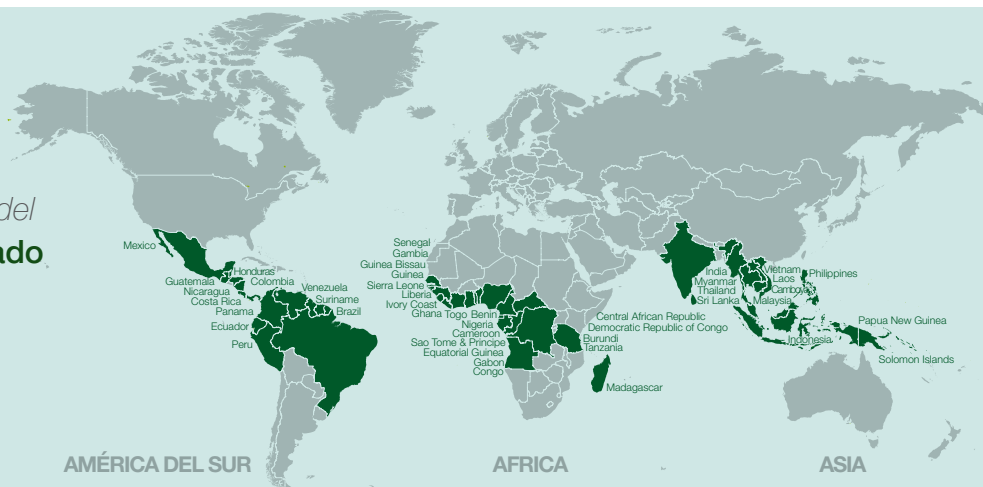 del
ado
Mexico
Guatemala
Honduras
Nicaragua
Colombia
Costa Rica
Panama
Venezuela
Suriname
Brazil
Ecuador
Peru
Senegal
Gambia
Guinea Bissau
Guinea
Sierra Leone
Liberia
Ivory Coast
Ghana Togo Benin
Nigeria
Cameroon
Sao Tome & Principe
Equatorial Guinea
Gabon
Congo
Central African Republic
Democratic Republic of Congo
Burundi
Tanzania
Madagascar
India
Myanmar
Thailand
Sri Lanka
Vietnam
Laos
Camboya
Malaysia
Philippines
Indonesia
Papua New Guinea
Solomon Islands
AMÉRICA DEL SUR
AFRICA
ASIA